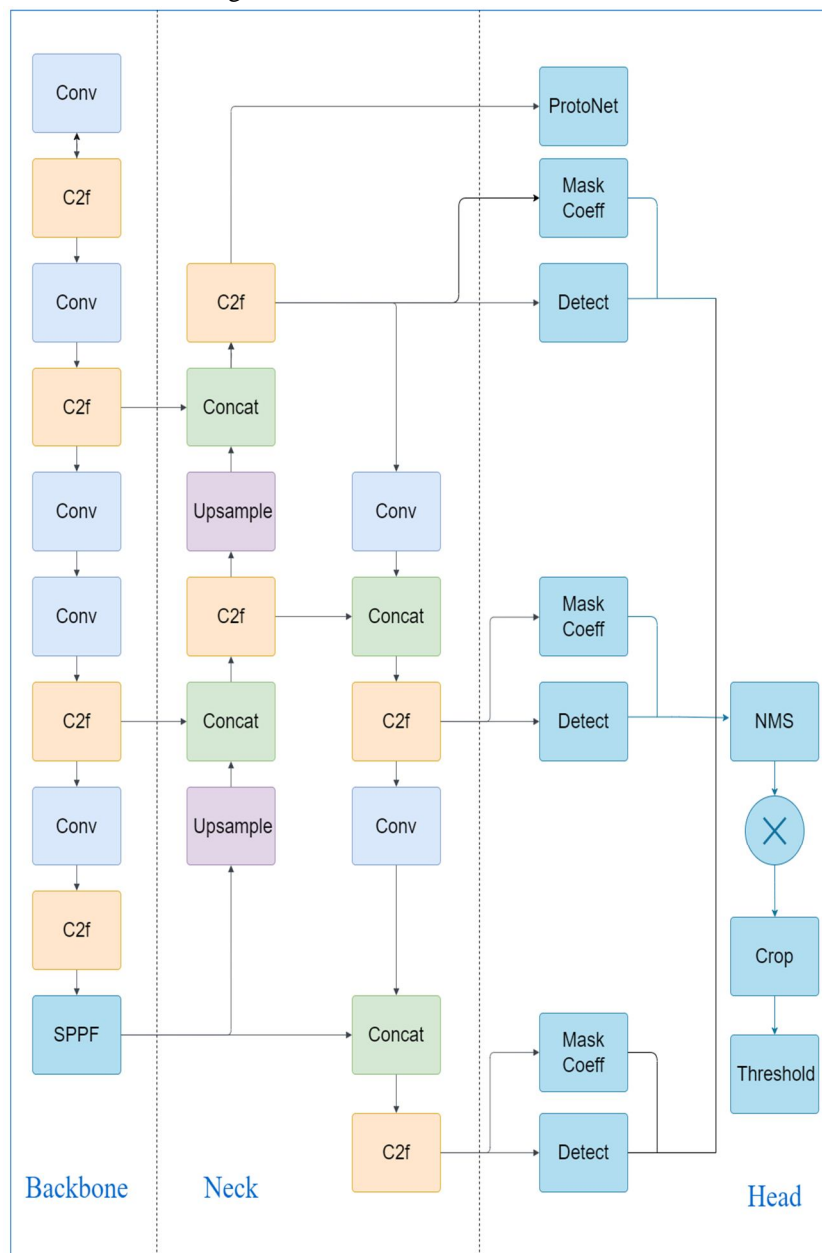 Conv
C2f
Conv
C2f
Conv
Conv
C2f
Conv
C2f
SPPF
Backbone
C2f
Concat
Upsample
C2f
Concat
Upsample
Neck
Conv
Concat
C2f
Conv
Concat
C2f
ProtoNet
Mask
Coeff
Detect
Mask
Coeff
Detect
Mask
Coeff
Detect
NMS
Crop
Threshold
Head